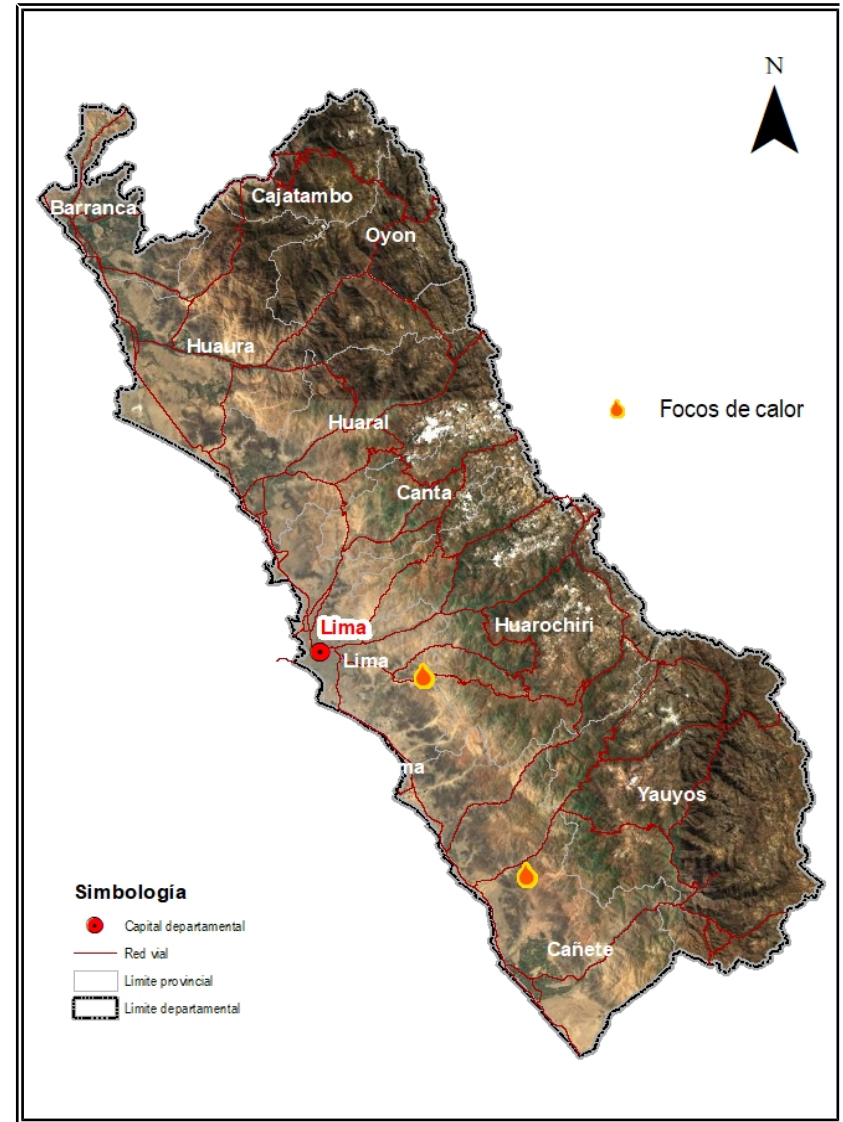 N
Barranca
Cajatambo
Oyon
Huaura
Focos de calor
Huaral
Canta
Lima
Huarochiri
Lima
ma
Yauyos
Cañete
Simbología
Capital departamental
Red vial
Límite provincial
Límite departamental